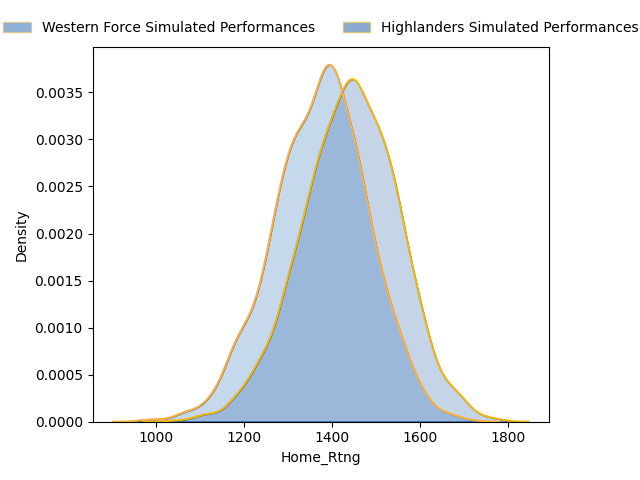 Western Force Simulated Performances
Highlanders Simulated Performances
0.0035
0.0030
0.0025
0.0020
0.0015
0.0010
0.0005
0.0000
Density
1000 1200 1400 1600 1800
Home_Rtng